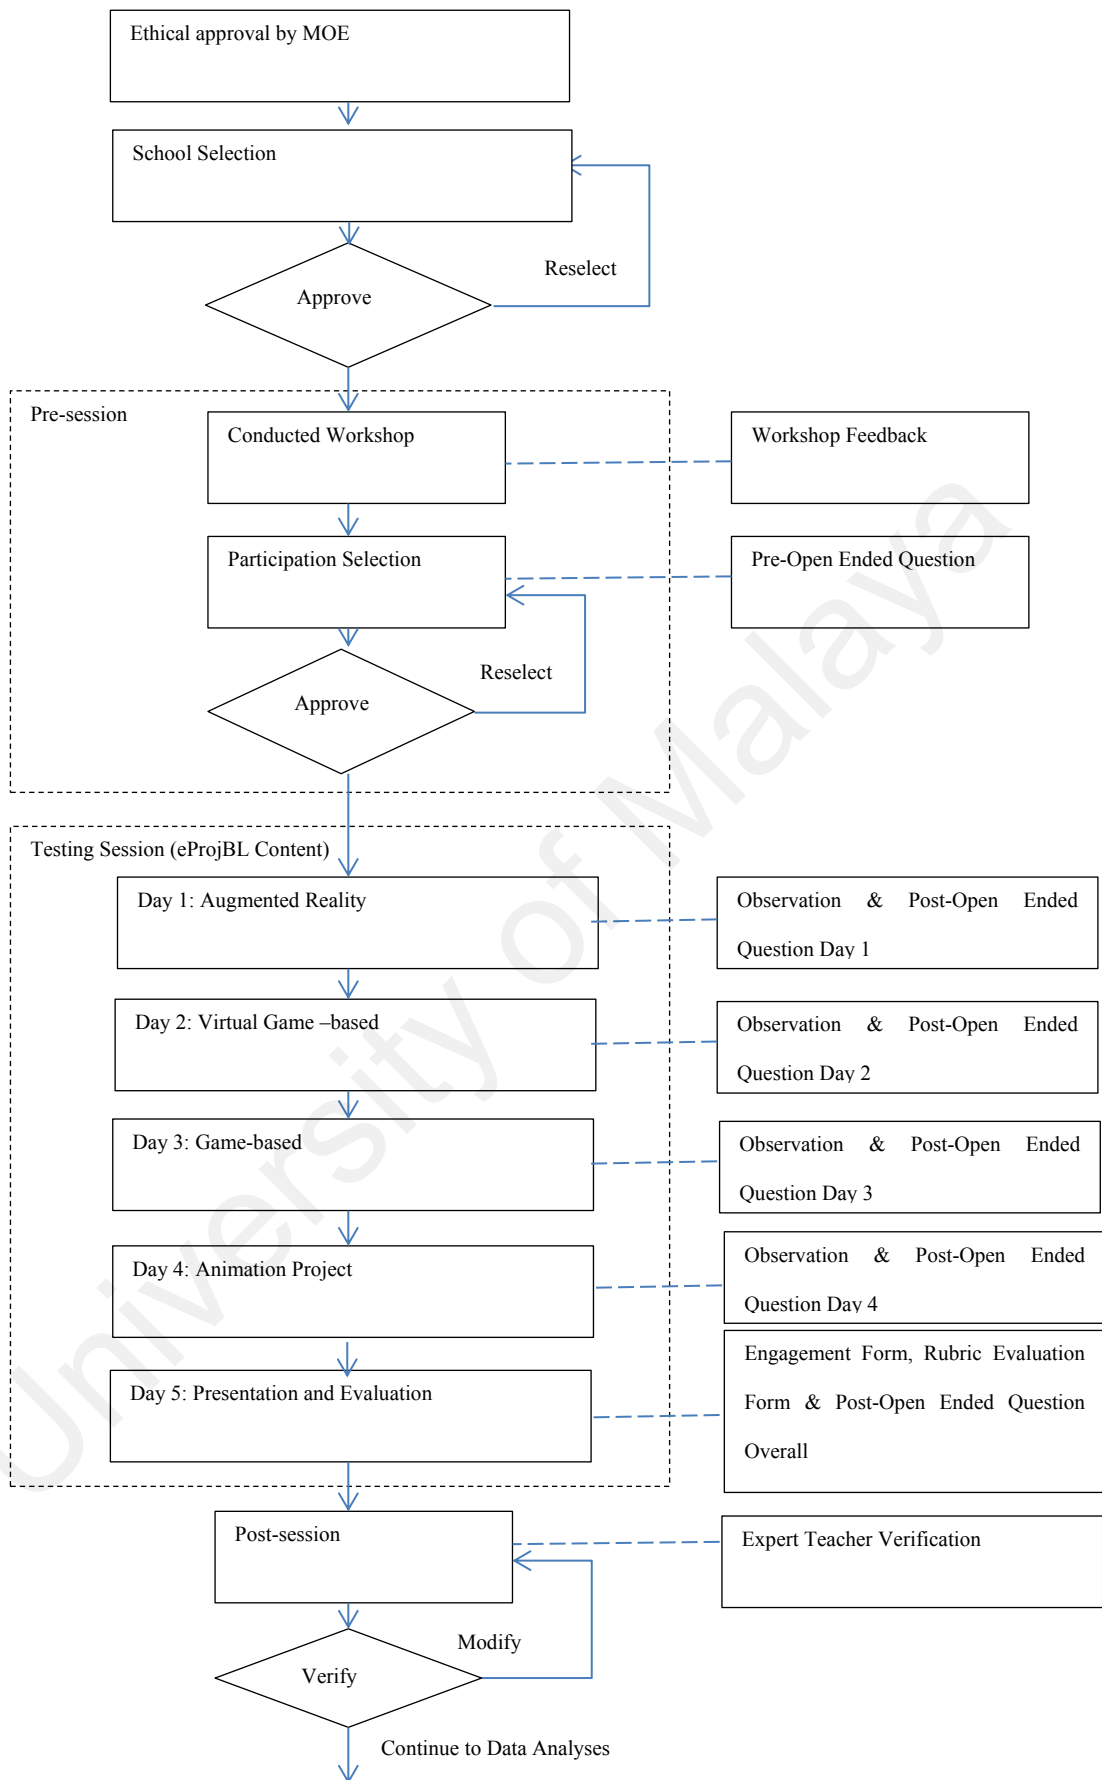 Ethical approval by MOE
School Selection
Reselect
Approve
Pre-session
Conducted Workshop
Workshop Feedback
Participation Selection
Pre-Open Ended Question
Reselect
Approve
Testing Session (eProjBL Content)
Day 1: Augmented Reality
Observation & Post-Open Ended
Question Day 1
Day 2: Virtual Game –based
Observation & Post-Open Ended
Question Day 2
Day 3: Game-based
Observation & Post-Open Ended
Question Day 3
Day 4: Animation Project
Observation & Post-Open Ended
Question Day 4
Day 5: Presentation and Evaluation
Engagement Form, Rubric Evaluation
Form & Post-Open Ended Question
Overall
Post-session
Expert Teacher Verification
Modify
Verify
Continue to Data Analyses
University of Malaya